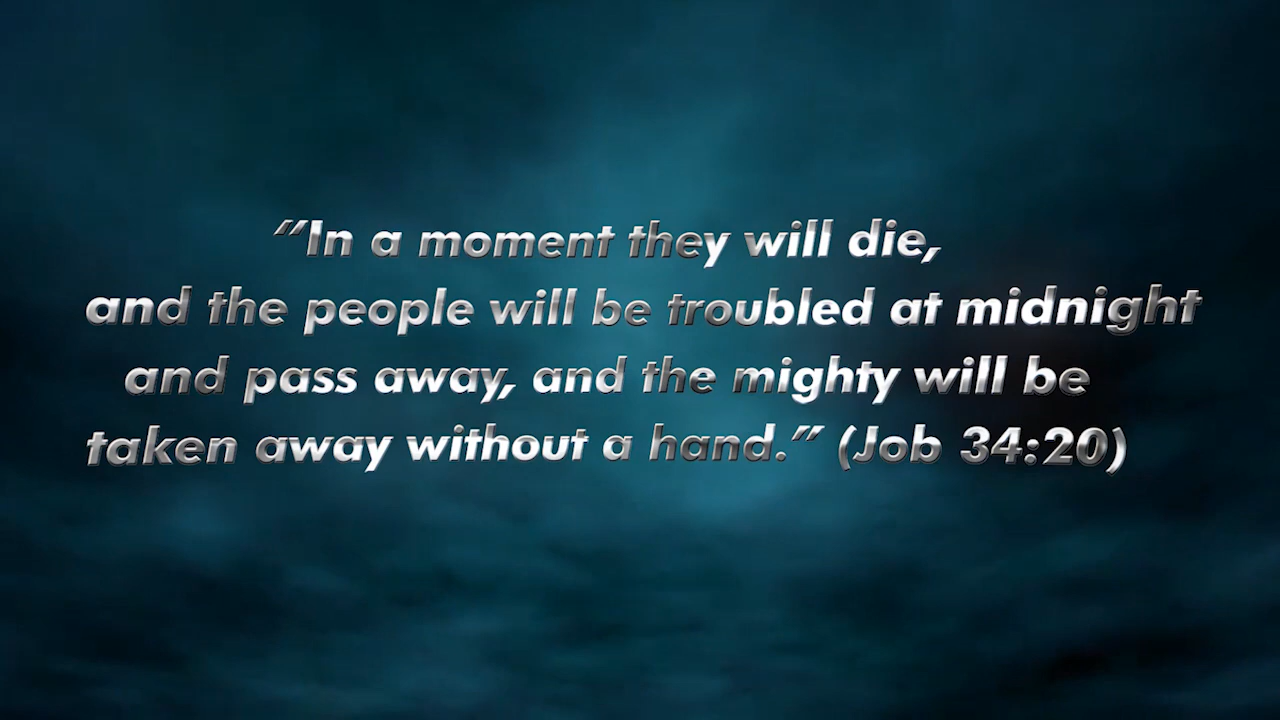 “In a moment they will die,
and the people will be troubled at midnight
and pass away, and the mighty will be
taken away without a hand.” (Job 34:20)